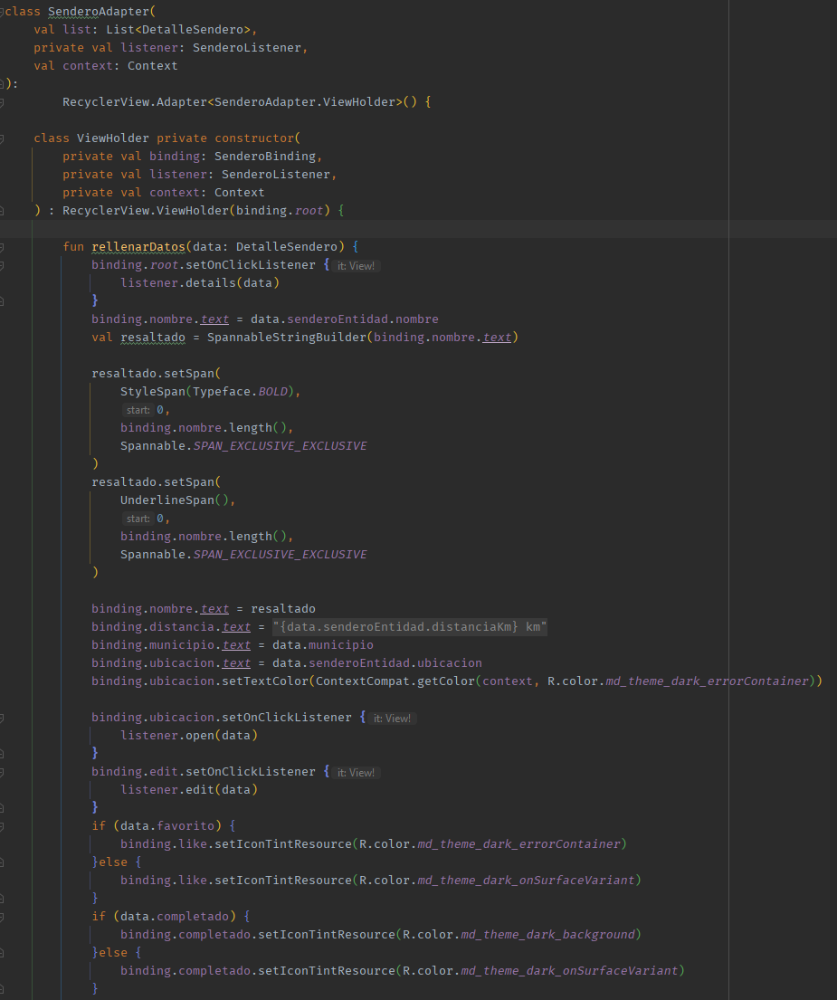 class SenderoAdapter(
    val list: List<DetalleSendero>,
    private val listener: SenderoListener,
    val context: Context
):
        RecyclerView.Adapter<SenderoAdapter.ViewHolder>() {

    class ViewHolder private constructor(
        private val binding: SenderoBinding,
        private val listener: SenderoListener,
        private val context: Context
    ) : RecyclerView.ViewHolder(binding.root) {

        fun rellenarDatos(data: DetalleSendero) {
            binding.root.setOnClickListener { it: View!
                listener.details(data)
            }
            binding.nombre.text = data.senderoEntidad.nombre
            val resaltado = SpannableStringBuilder(binding.nombre.text)

            resaltado.setSpan(
                StyleSpan(Typeface.BOLD),
                start: 0,
                binding.nombre.length(),
                Spannable.SPAN_EXCLUSIVE_EXCLUSIVE
            )
            resaltado.setSpan(
                UnderlineSpan(),
                start: 0,
                binding.nombre.length(),
                Spannable.SPAN_EXCLUSIVE_EXCLUSIVE
            )

            binding.nombre.text = resaltado
            binding.distancia.text = "{data.senderoEntidad.distanciaKm} km"
            binding.municipio.text = data.municipio
            binding.ubicacion.text = data.senderoEntidad.ubicacion
            binding.ubicacion.setTextColor(ContextCompat.getColor(context, R.color.md_theme_dark_errorContainer))

            binding.ubicacion.setOnClickListener { it: View!
                listener.open(data)
            }
            binding.edit.setOnClickListener { it: View!
                listener.edit(data)
            }
            if (data.favorito) {
                binding.like.setIconTintResource(R.color.md_theme_dark_errorContainer)
            }else {
                binding.like.setIconTintResource(R.color.md_theme_dark_onSurfaceVariant)
            }
            if (data.completado) {
                binding.completado.setIconTintResource(R.color.md_theme_dark_background)
            }else {
                binding.completado.setIconTintResource(R.color.md_theme_dark_onSurfaceVariant)
            }